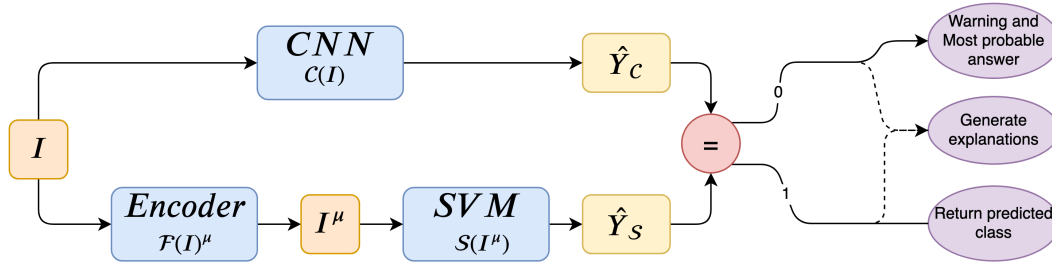 CNN
C(I)
Ŷ_C
Warning and
Most probable
answer
0
I
=
Generate
explanations
1
Encoder
F(I)^μ
I^μ
SVM
S(I^μ)
Ŷ_S
Return predicted
class